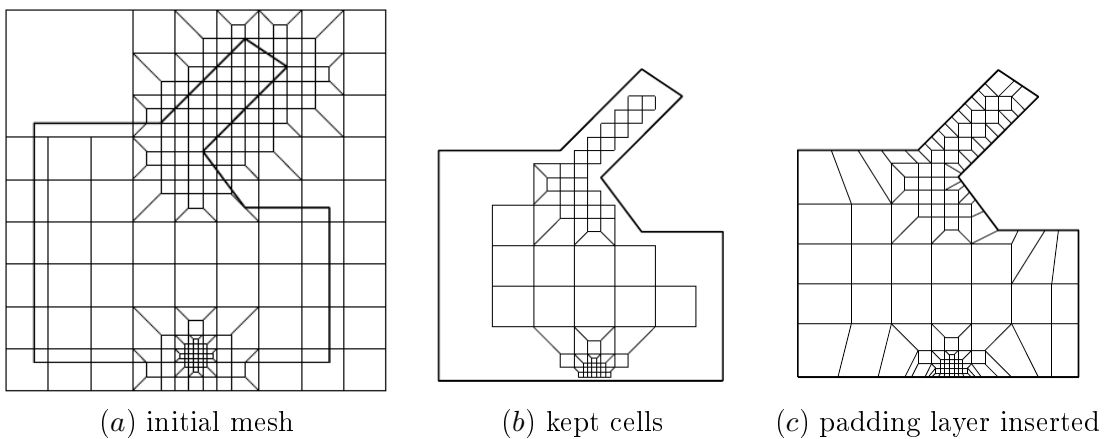 (a) initial mesh
(b) kept cells
(c) padding layer inserted